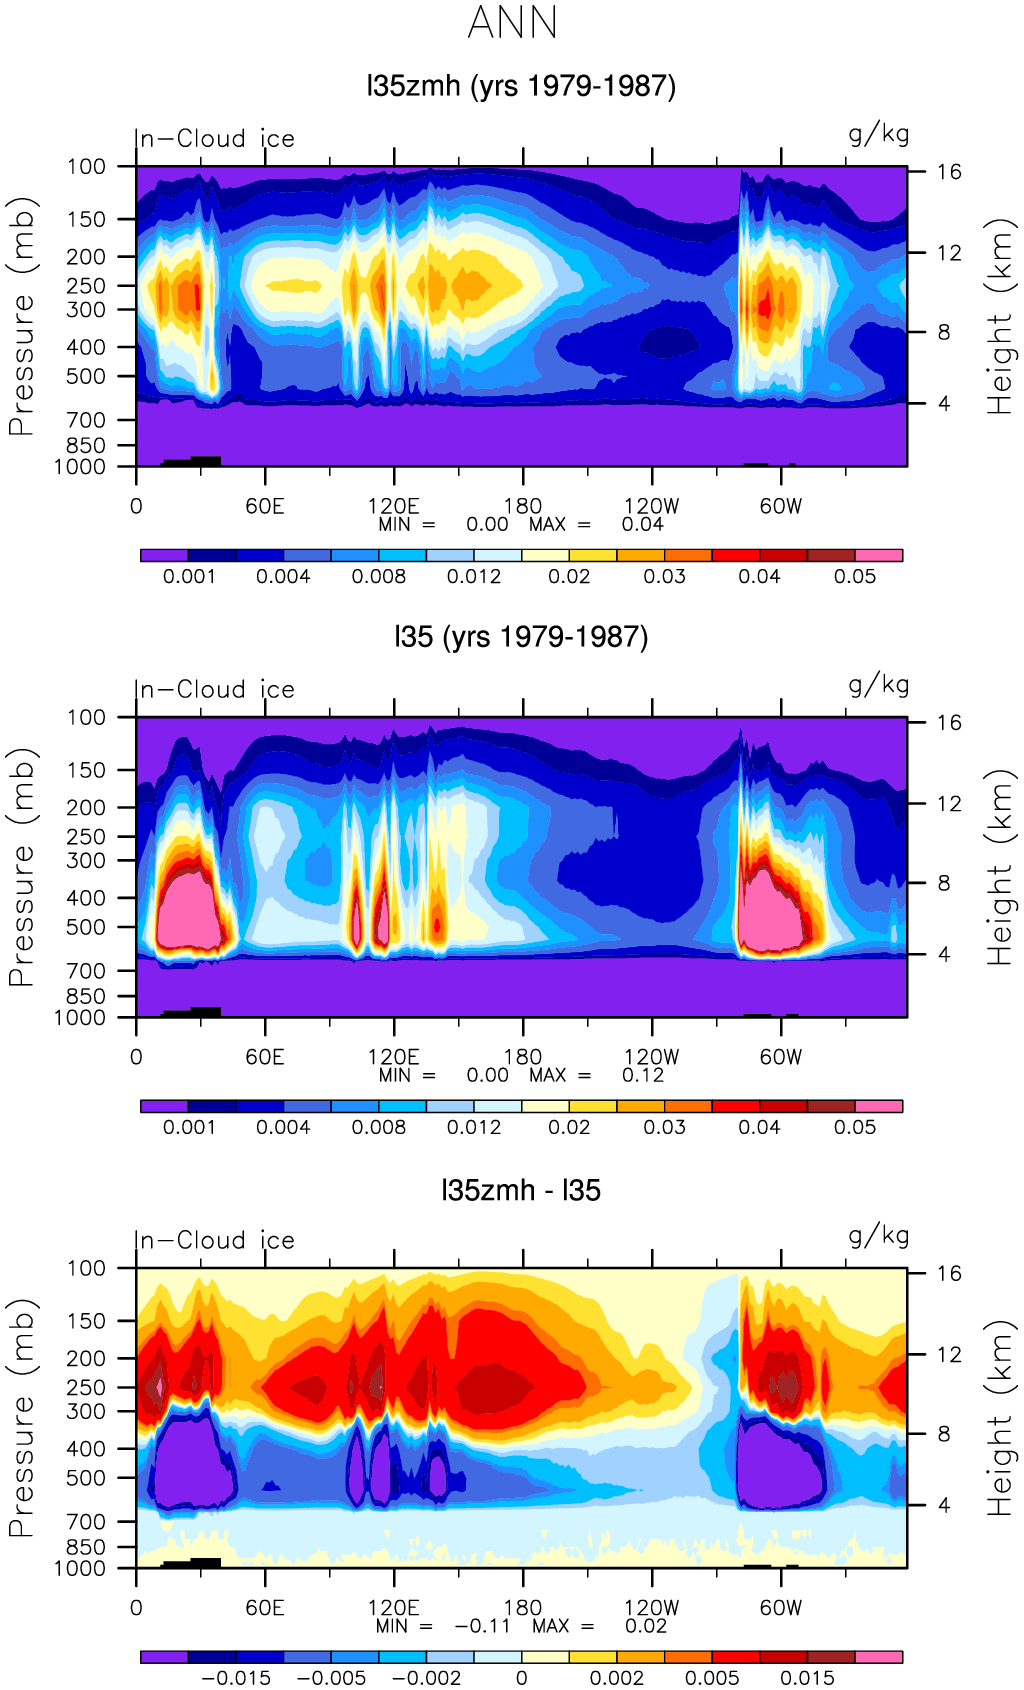 ANN
l35zmh (yrs 1979-1987)
In-Cloud ice g/kg
Pressure (mb)
100
150
200
250
300
400
500
700
850
1000
16
12
8
4
Height (km)
0 60E 120E 180 120W 60W
MIN = 0.00 MAX = 0.04
0.001 0.004 0.008 0.012 0.02 0.03 0.04 0.05
l35 (yrs 1979-1987)
In-Cloud ice g/kg
Pressure (mb)
100
150
200
250
300
400
500
700
850
1000
16
12
8
4
Height (km)
0 60E 120E 180 120W 60W
MIN = 0.00 MAX = 0.12
0.001 0.004 0.008 0.012 0.02 0.03 0.04 0.05
l35zmh - l35
In-Cloud ice g/kg
Pressure (mb)
100
150
200
250
300
400
500
700
850
1000
16
12
8
4
Height (km)
0 60E 120E 180 120W 60W
MIN = -0.11 MAX = 0.02
-0.015 -0.005 -0.002 0 0.002 0.005 0.015